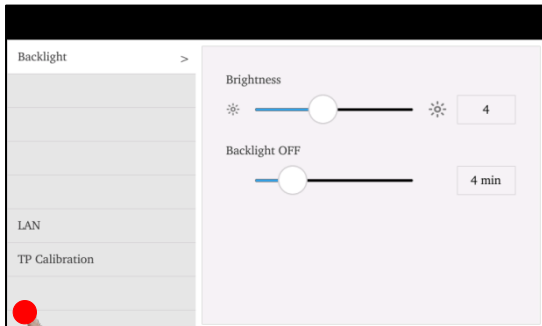 Backlight >
Brightness
4
Backlight OFF
4 min
LAN
TP Calibration